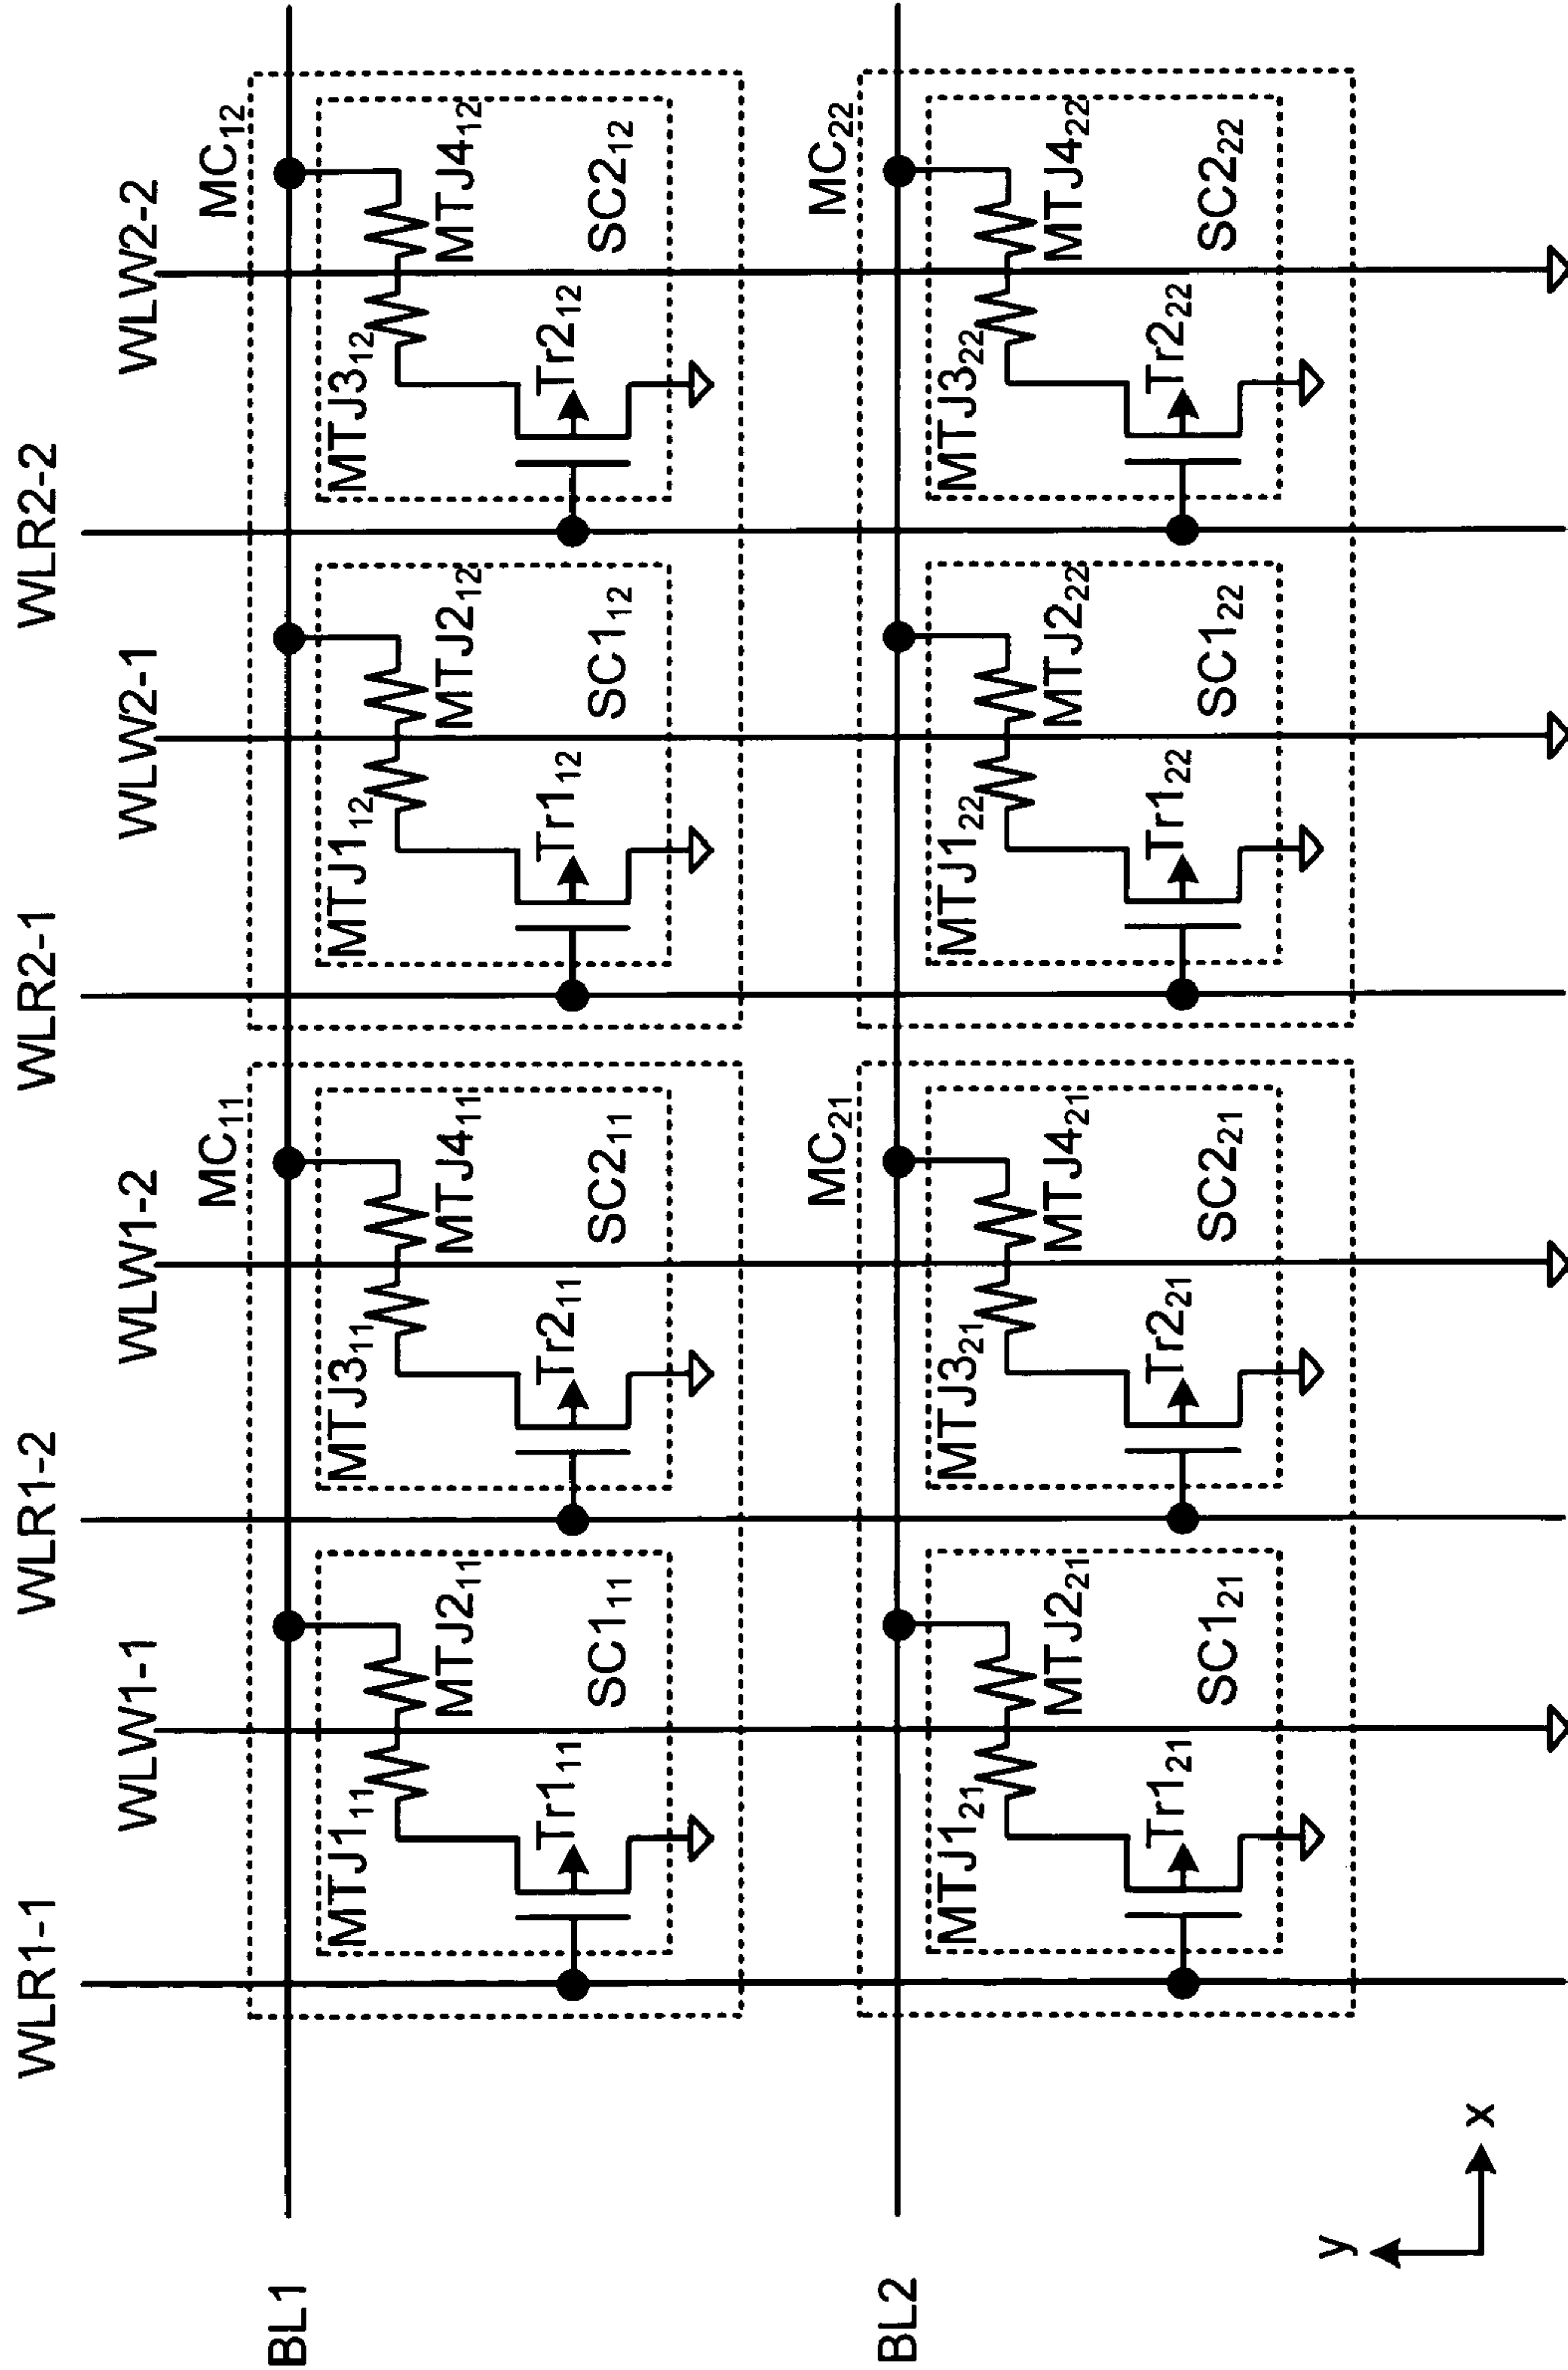 WLR1-1 WLR1-2 WLR2-1 WLR2-2
WLW1-1 WLW1-2 WLW2-1 WLW2-2
MC11 MC12
BL1
MTJ111 MTJ211 MTJ311 MTJ411 MTJ112 MTJ212 MTJ312 MTJ412
Tr111 Tr211 Tr112 Tr212
SC111 SC211 SC112 SC212
MC21 MC22
BL2
MTJ121 MTJ221 MTJ321 MTJ421 MTJ122 MTJ222 MTJ322 MTJ422
Tr121 Tr221 Tr122 Tr222
SC121 SC221 SC122 SC222
y
x